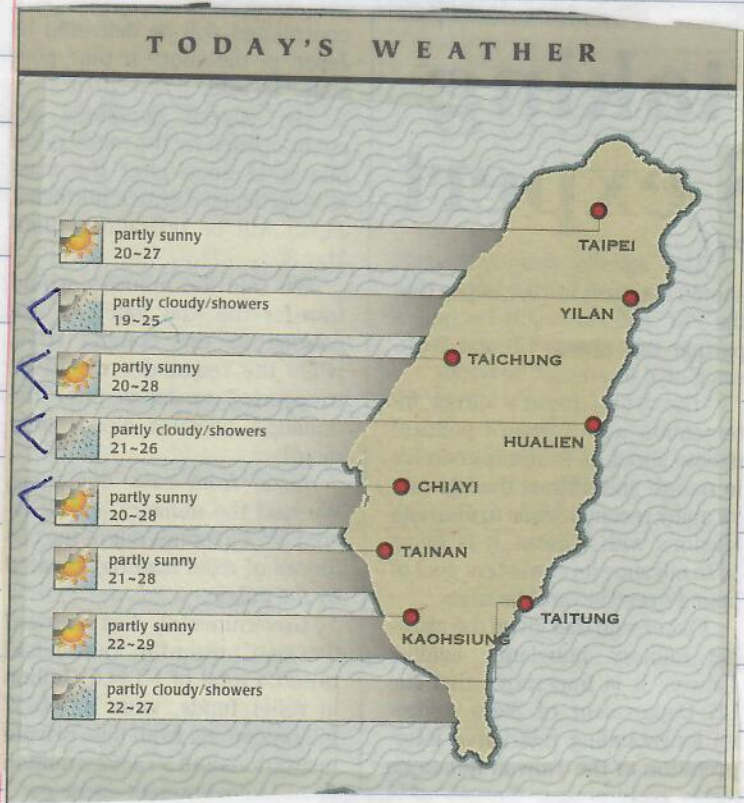 TODAY'S WEATHER
partly sunny
20~27
TAIPEI
partly cloudy/showers
19~25
YILAN
partly sunny
20~28
TAICHUNG
partly cloudy/showers
21~26
HUALIEN
partly sunny
20~28
CHIAYI
partly sunny
21~28
TAINAN
partly sunny
22~29
KAOHSIUNG
partly cloudy/showers
22~27
TAITUNG